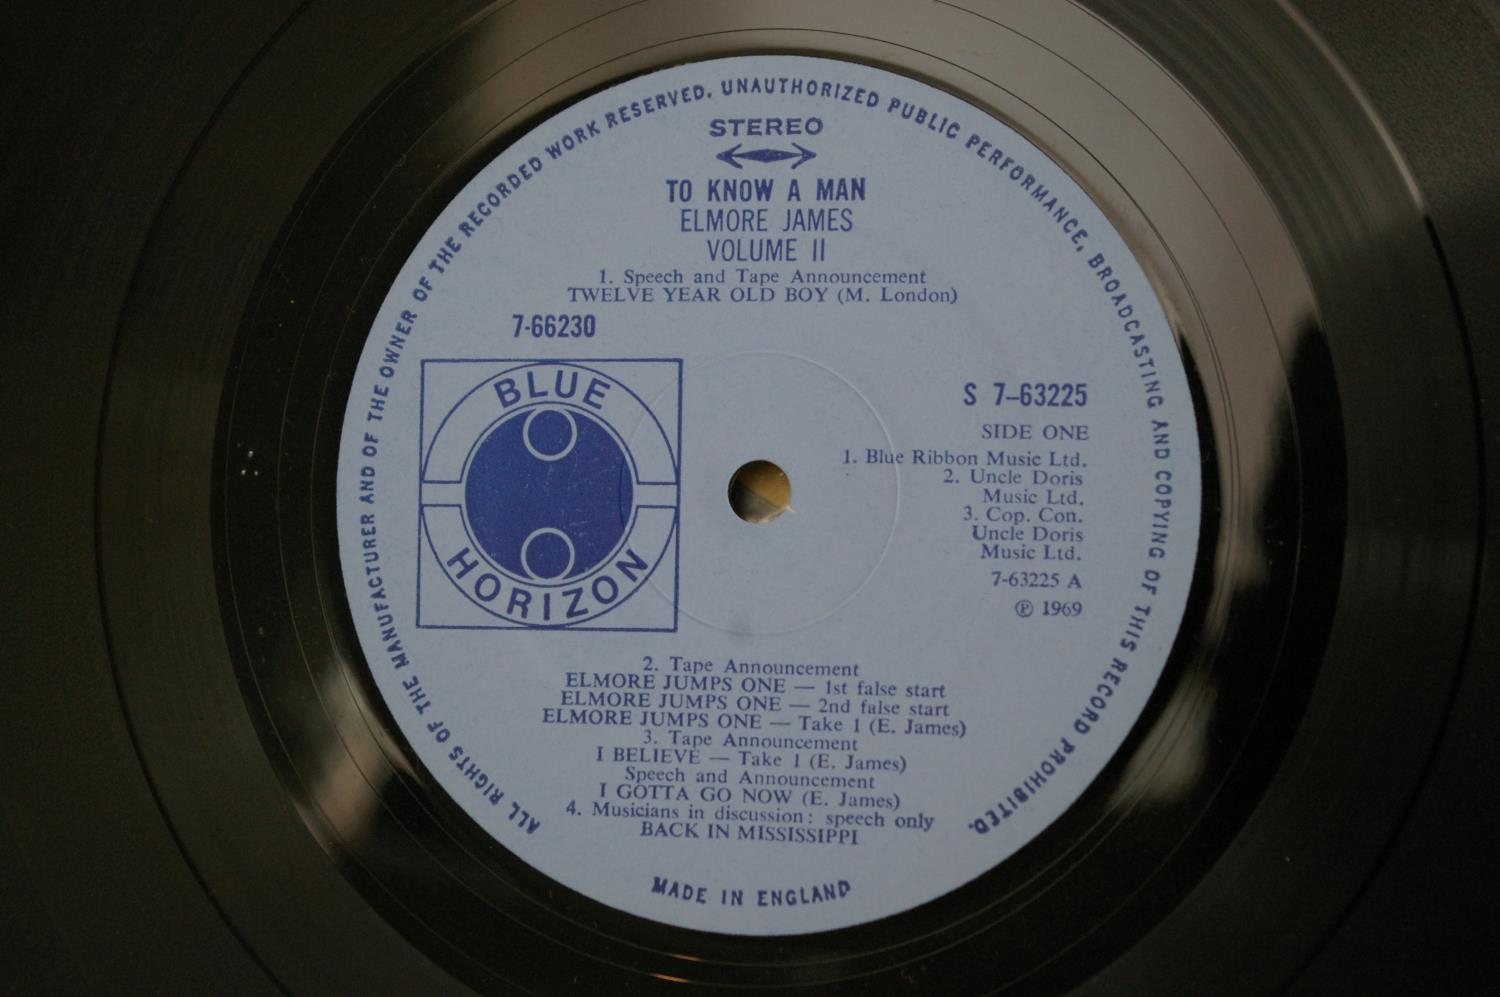 ALL RIGHTS OF THE MANUFACTURER AND OF THE OWNER OF THE RECORDED WORK RESERVED. UNAUTHORIZED PUBLIC PERFORMANCE, BROADCASTING AND COPYING OF THIS RECORD PROHIBITED.
STEREO
TO KNOW A MAN
ELMORE JAMES
VOLUME II
1. Speech and Tape Announcement
TWELVE YEAR OLD BOY (M. London)
7-66230
BLUE
HORIZON
S 7-63225
SIDE ONE
1. Blue Ribbon Music Ltd.
2. Uncle Doris
Music Ltd.
3. Cop. Con.
Uncle Doris
Music Ltd.
7-63225 A
℗ 1969
2. Tape Announcement
ELMORE JUMPS ONE — 1st false start
ELMORE JUMPS ONE — 2nd false start
ELMORE JUMPS ONE — Take 1 (E. James)
3. Tape Announcement
I BELIEVE — Take 1 (E. James)
Speech and Announcement
I GOTTA GO NOW (E. James)
4. Musicians in discussion: speech only
BACK IN MISSISSIPPI
MADE IN ENGLAND